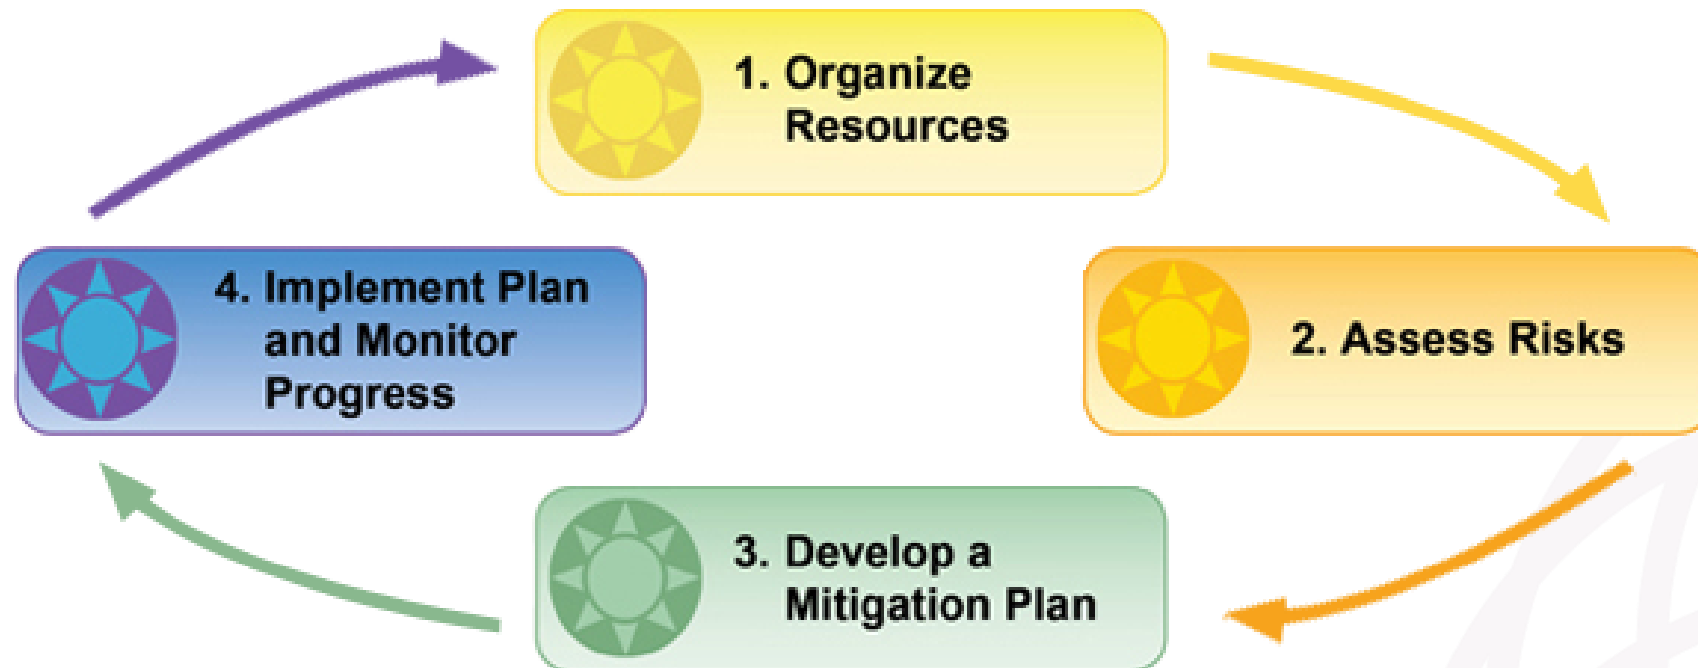 1. Organize
Resources
2. Assess Risks
3. Develop a
Mitigation Plan
4. Implement Plan
and Monitor
Progress